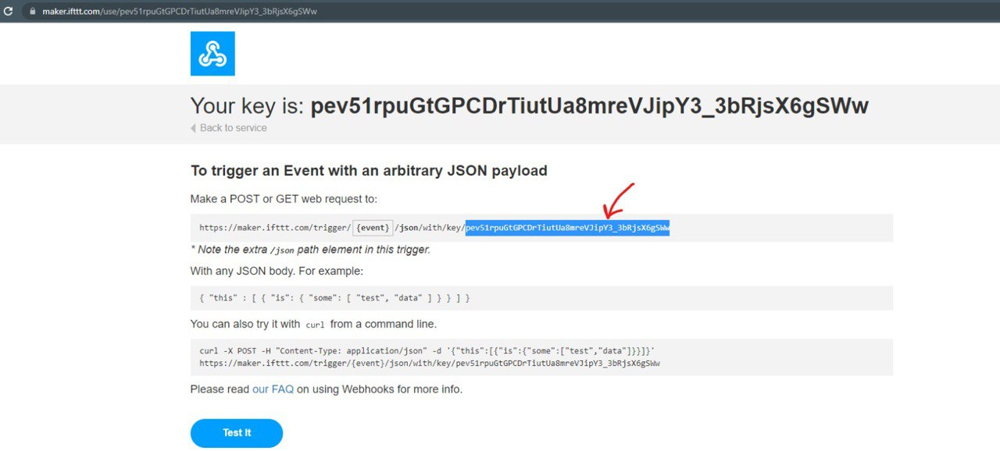 maker.ifttt.com/use/pev51rpuGtGPCDrTiutUa8mreVJipY3_3bRjsX6gSWw
Your key is: pev51rpuGtGPCDrTiutUa8mreVJipY3_3bRjsX6gSWw
Back to service
To trigger an Event with an arbitrary JSON payload
Make a POST or GET web request to:
https://maker.ifttt.com/trigger/ {event} /json/with/key/pev51rpuGtGPCDrTiutUa8mreVJipY3_3bRjsX6gSWw
* Note the extra /json path element in this trigger.
With any JSON body. For example:
{ "this" : [ { "is": { "some": [ "test", "data" ] } } ] }
You can also try it with curl from a command line.
curl -X POST -H "Content-Type: application/json" -d '{"this":[{"is":{"some":["test","data"]}}]}'
https://maker.ifttt.com/trigger/{event}/json/with/key/pev51rpuGtGPCDrTiutUa8mreVJipY3_3bRjsX6gSWw
Please read our FAQ on using Webhooks for more info.
Test It